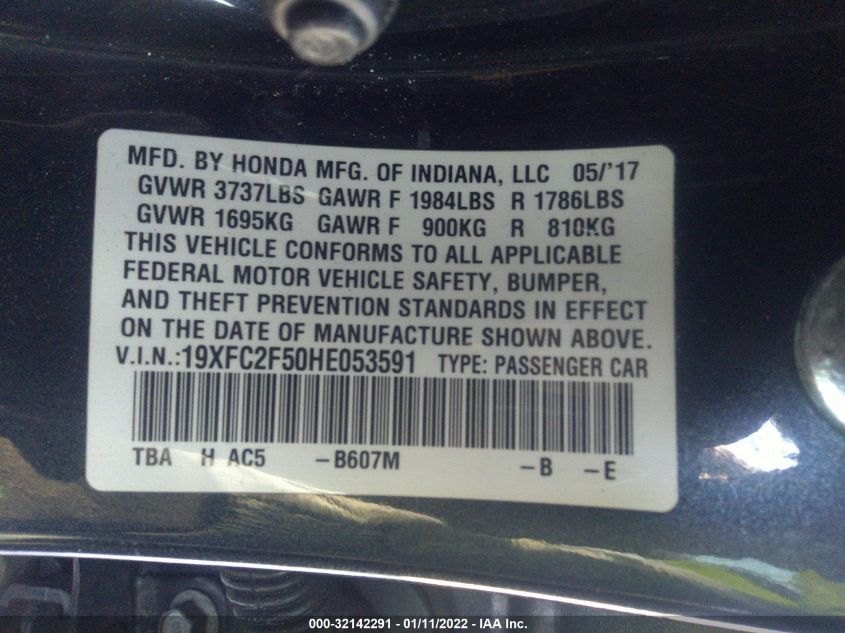 MFD. BY HONDA MFG. OF INDIANA, LLC 05/'17
GVWR 3737LBS GAWR F 1984LBS R 1786LBS
GVWR 1695KG GAWR F 900KG R 810KG
THIS VEHICLE CONFORMS TO ALL APPLICABLE
FEDERAL MOTOR VEHICLE SAFETY, BUMPER,
AND THEFT PREVENTION STANDARDS IN EFFECT
ON THE DATE OF MANUFACTURE SHOWN ABOVE.
V.I.N.:19XFC2F50HE053591 TYPE: PASSENGER CAR
TBA H AC5 –B607M –B –E
000-32142291 - 01/11/2022 - IAA Inc.